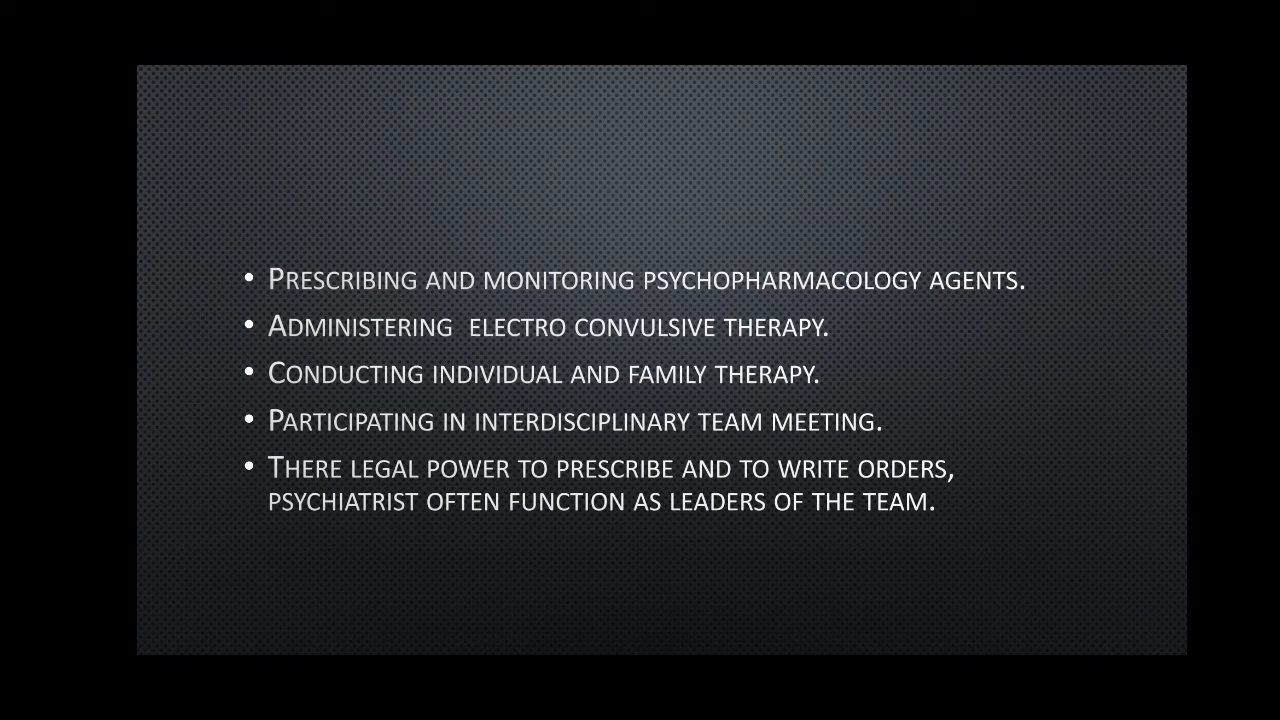 • Prescribing and monitoring psychopharmacology agents.
• Administering  electro convulsive therapy.
• Conducting individual and family therapy.
• Participating in interdisciplinary team meeting.
• There legal power to prescribe and to write orders,
psychiatrist often function as leaders of the team.